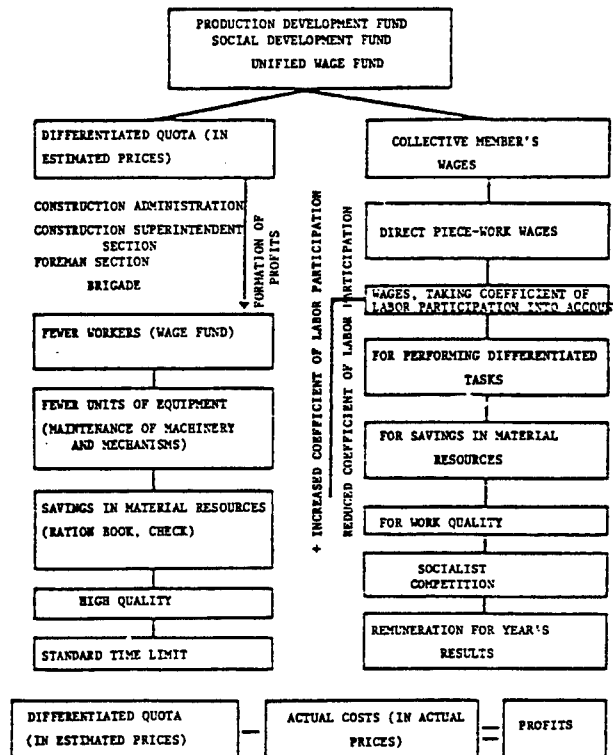 PRODUCTION DEVELOPMENT FUND
SOCIAL DEVELOPMENT FUND
UNIFIED WAGE FUND
DIFFERENTIATED QUOTA (IN
ESTIMATED PRICES)
CONSTRUCTION ADMINISTRATION
CONSTRUCTION SUPERINTENDENT
SECTION
FOREMAN SECTION
BRIGADE
FORMATION OF
PROFITS
FEWER WORKERS (WAGE FUND)
FEWER UNITS OF EQUIPMENT
(MAINTENANCE OF MACHINERY
AND MECHANISMS)
SAVINGS IN MATERIAL RESOURCES
(RATION BOOK, CHECK)
HIGH QUALITY
STANDARD TIME LIMIT
+ INCREASED COEFFICIENT OF LABOR PARTICIPATION
REDUCED COEFFICIENT OF LABOR PARTICIPATION
COLLECTIVE MEMBER'S
WAGES
DIRECT PIECE-WORK WAGES
WAGES, TAKING COEFFICIENT OF
LABOR PARTICIPATION INTO ACCOUN
FOR PERFORMING DIFFERENTIATED
TASKS
FOR SAVINGS IN MATERIAL
RESOURCES
FOR WORK QUALITY
SOCIALIST
COMPETITION
REMUNERATION FOR YEAR'S
RESULTS
DIFFERENTIATED QUOTA
(IN ESTIMATED PRICES)
—
ACTUAL COSTS (IN ACTUAL
PRICES)
=
PROFITS